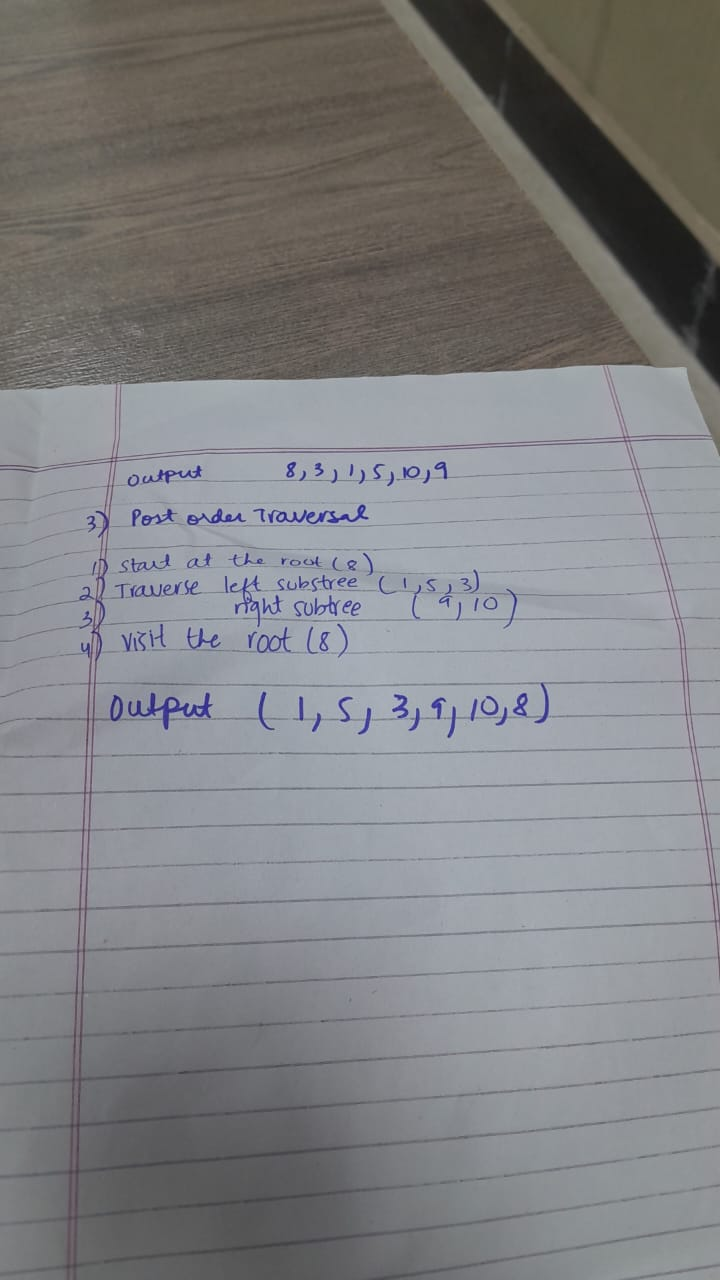 Output 8, 3, 1, 5, 10, 9
3) Post order Traversal
1) Start at the root (8)
2) Traverse left substree (1, 5, 3)
3) right subtree (9, 10)
4) Visit the root (8)
Output (1, 5, 3, 9, 10, 8)